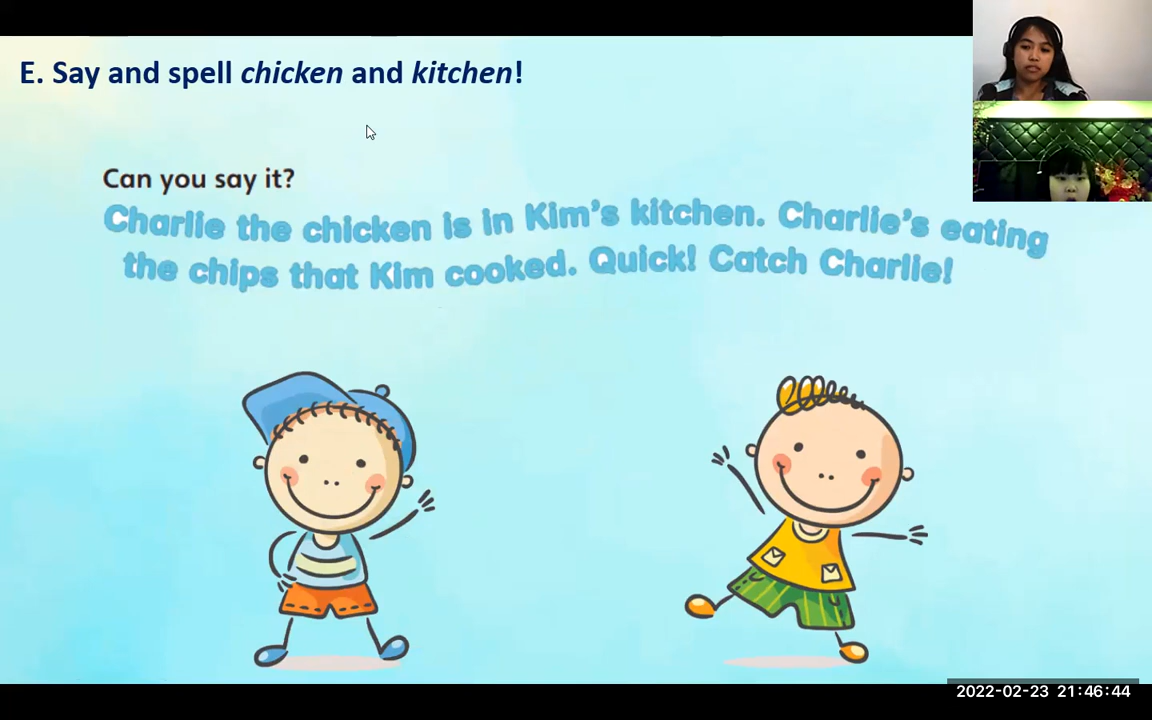 E. Say and spell chicken and kitchen!
Can you say it?
Charlie the chicken is in Kim's kitchen. Charlie's eating
the chips that Kim cooked. Quick! Catch Charlie!
2022-02-23 21:46:44